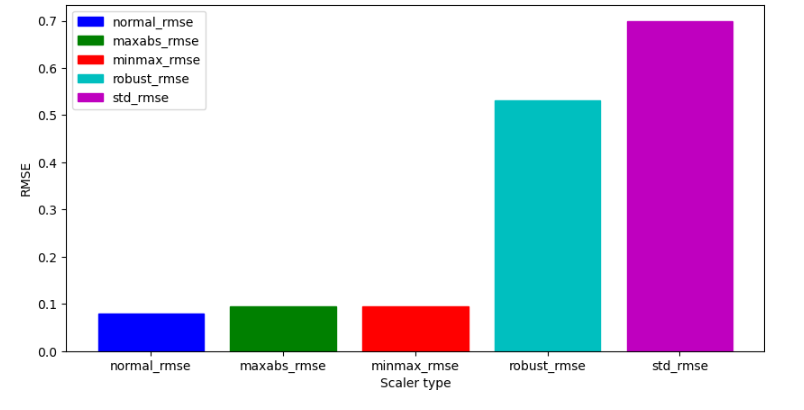 0.7
0.6
0.5
0.4
0.3
0.2
0.1
0.0
RMSE
normal_rmse
maxabs_rmse
minmax_rmse
robust_rmse
std_rmse
normal_rmse maxabs_rmse minmax_rmse robust_rmse std_rmse
Scaler type